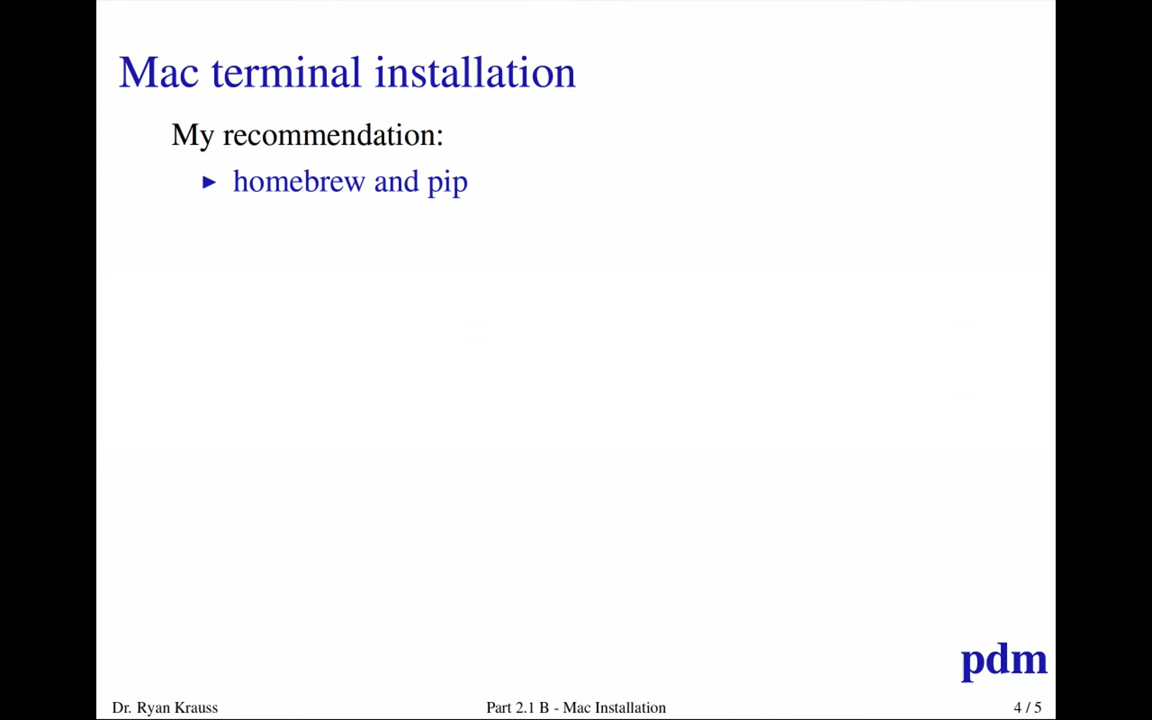 Mac terminal installation
My recommendation:
▶ homebrew and pip
pdm
Dr. Ryan Krauss
Part 2.1 B - Mac Installation
4 / 5